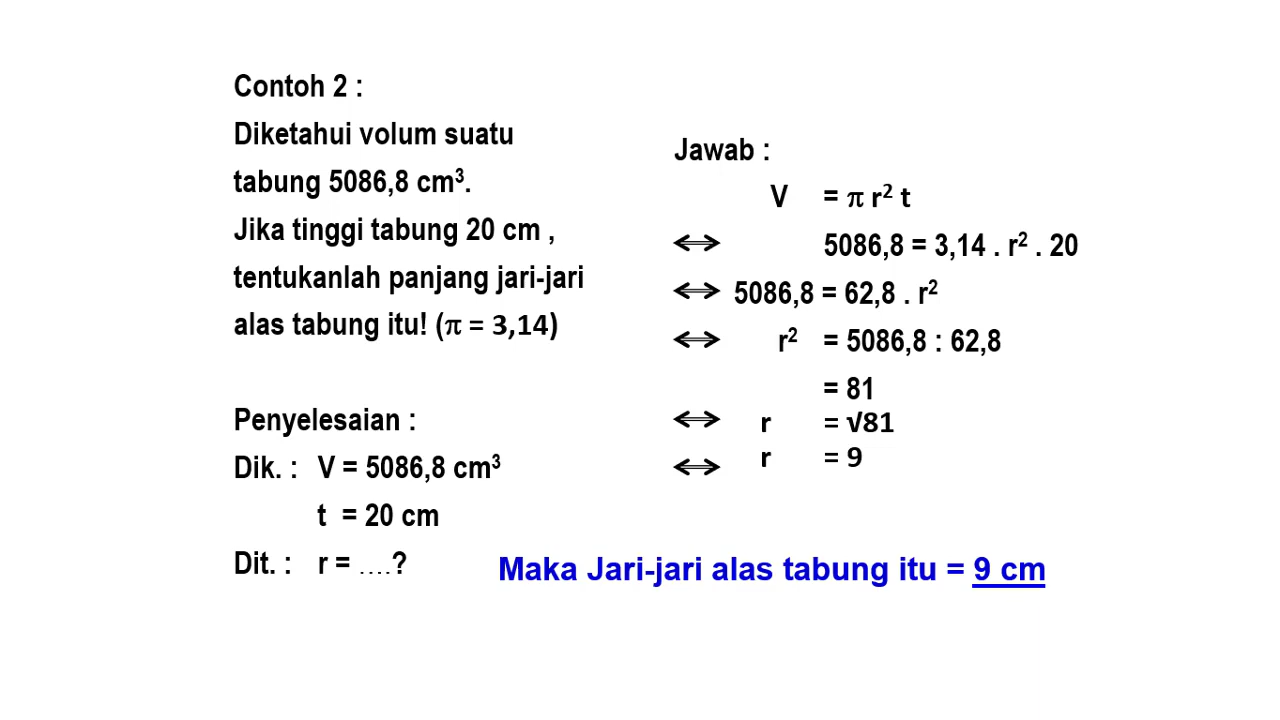 Contoh 2 :
Diketahui volum suatu
tabung 5086,8 cm³.
Jika tinggi tabung 20 cm ,
tentukanlah panjang jari-jari
alas tabung itu! (π = 3,14)
Penyelesaian :
Dik. : V = 5086,8 cm³
t = 20 cm
Dit. : r = ....?
Jawab :
V = π r² t
⇔ 5086,8 = 3,14 . r² . 20
⇔ 5086,8 = 62,8 . r²
⇔ r² = 5086,8 : 62,8
= 81
⇔ r = √81
⇔ r = 9
Maka Jari-jari alas tabung itu = 9 cm